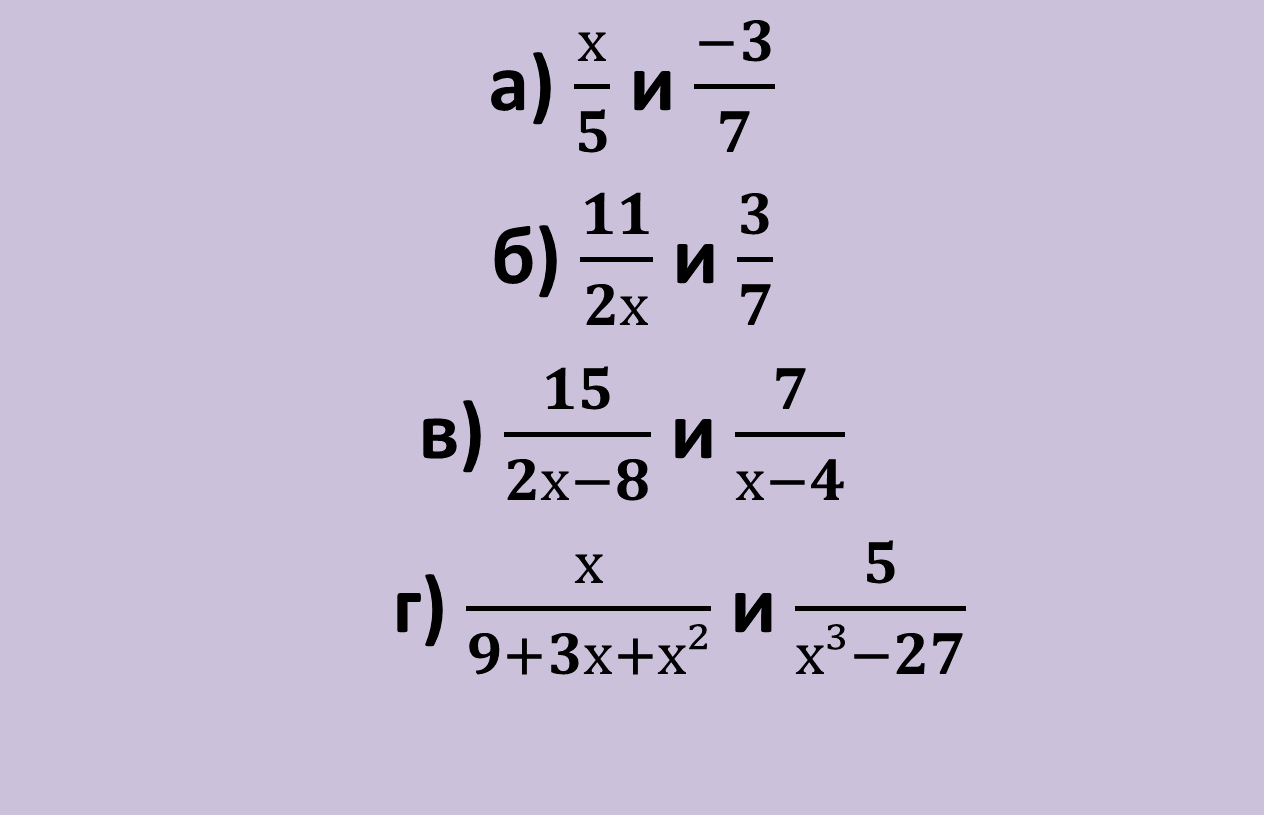 а) x/5 и −3/7
б) 11/2x и 3/7
в) 15/2x−8 и 7/x−4
г) x/9+3x+x² и 5/x³−27